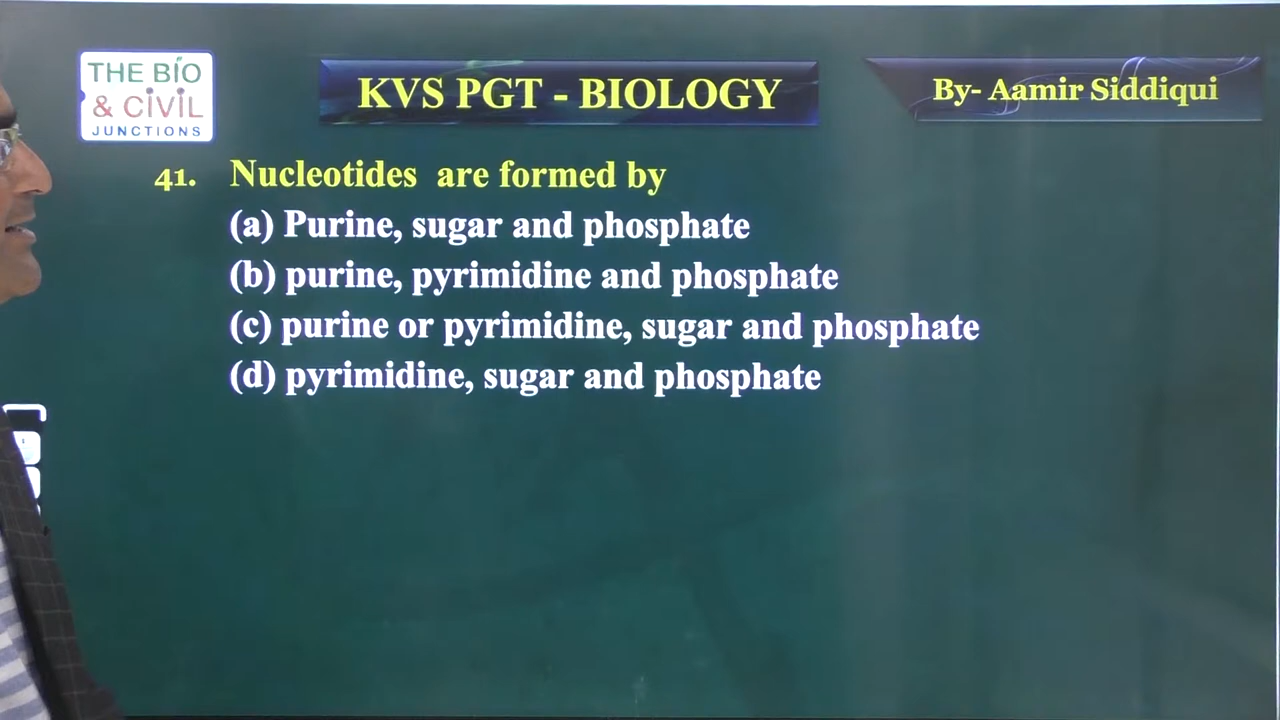 THE BIO
& CIVIL
JUNCTIONS
KVS PGT - BIOLOGY
By- Aamir Siddiqui
41. Nucleotides are formed by
(a) Purine, sugar and phosphate
(b) purine, pyrimidine and phosphate
(c) purine or pyrimidine, sugar and phosphate
(d) pyrimidine, sugar and phosphate